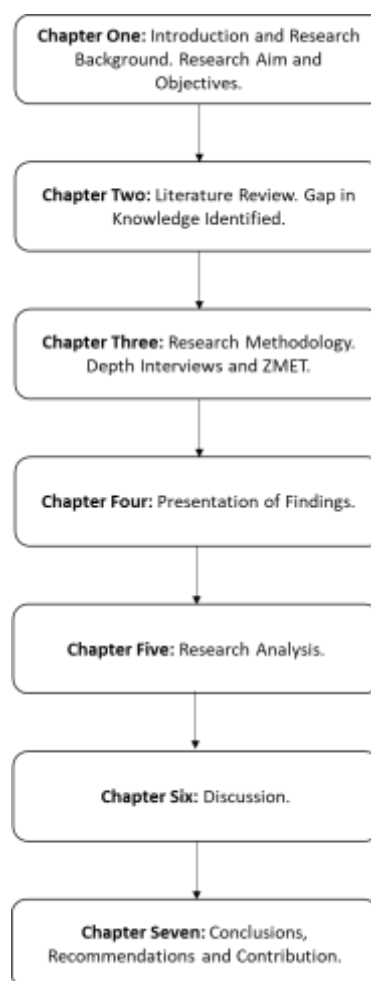 Chapter One: Introduction and Research
Background. Research Aim and
Objectives.
Chapter Two: Literature Review. Gap in
Knowledge Identified.
Chapter Three: Research Methodology.
Depth Interviews and ZMET.
Chapter Four: Presentation of Findings.
Chapter Five: Research Analysis.
Chapter Six: Discussion.
Chapter Seven: Conclusions,
Recommendations and Contribution.